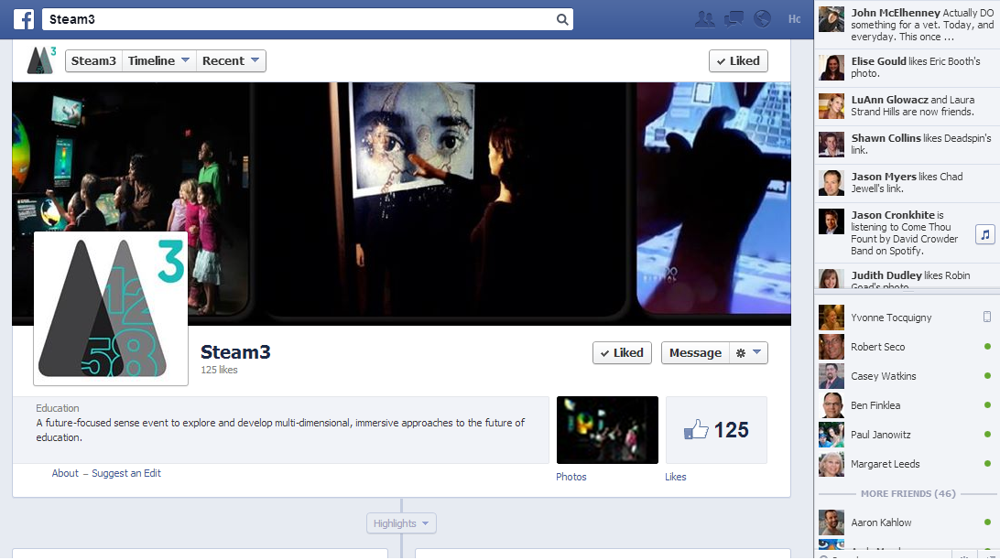 Steam3
Ho
3
Steam3 Timeline Recent
Liked
3
12
58
Steam3
125 likes
Liked
Message
Education
A future-focused sense event to explore and develop multi-dimensional, immersive approaches to the future of
education.
About – Suggest an Edit
Photos
125
Likes
Highlights
John McElhenney Actually DO
something for a vet. Today, and
everyday. This once ...
Elise Gould likes Eric Booth's
photo.
LuAnn Glowacz and Laura
Strand Hills are now friends.
Shawn Collins likes Deadspin's
link.
Jason Myers likes Chad
Jewell's link.
Jason Cronkhite is
listening to Come Thou
Fount by David Crowder
Band on Spotify.
Judith Dudley likes Robin
Goad's photo
Yvonne Tocquigny
Robert Seco
Casey Watkins
Ben Finklea
Paul Janowitz
Margaret Leeds
MORE FRIENDS (46)
Aaron Kahlow